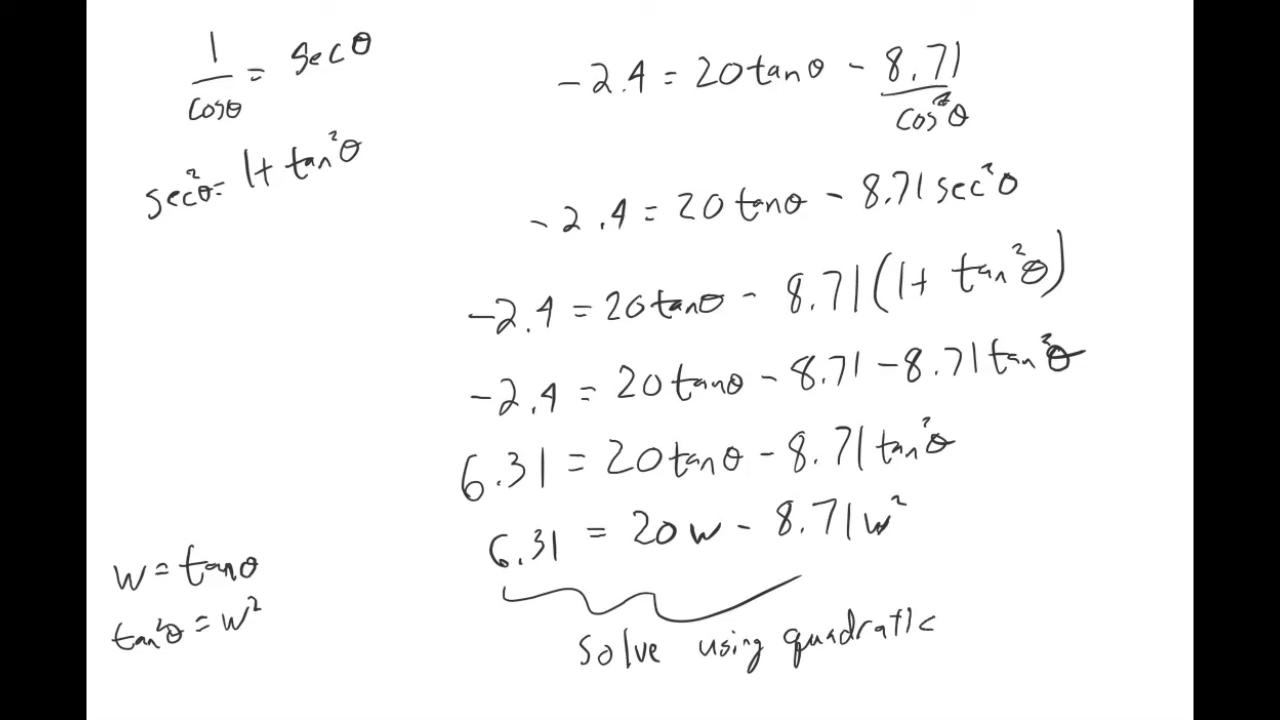 1/cosθ = secθ
sec²θ = 1 + tan²θ
-2.4 = 20tanθ - 8.71/cos²θ
-2.4 = 20tanθ - 8.71sec²θ
-2.4 = 20tanθ - 8.71(1 + tan²θ)
-2.4 = 20tanθ - 8.71 - 8.71tan²θ
6.31 = 20tanθ - 8.71tan²θ
6.31 = 20w - 8.71w²
w = tanθ
tan²θ = w²
solve using quadratic